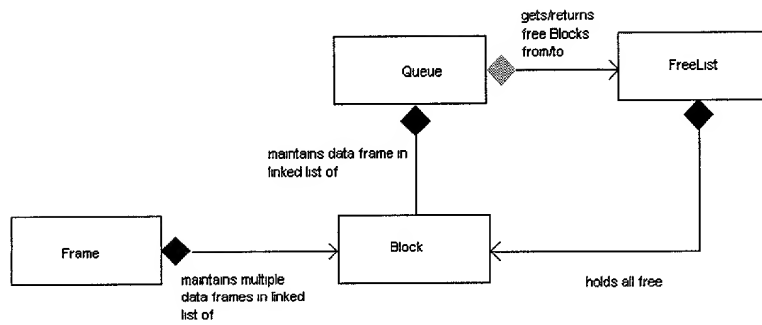 gets/returns
free Blocks
from/to
Queue
FreeList
maintains data frame in
linked list of
Frame
Block
maintains multiple
data frames in linked
list of
holds all free